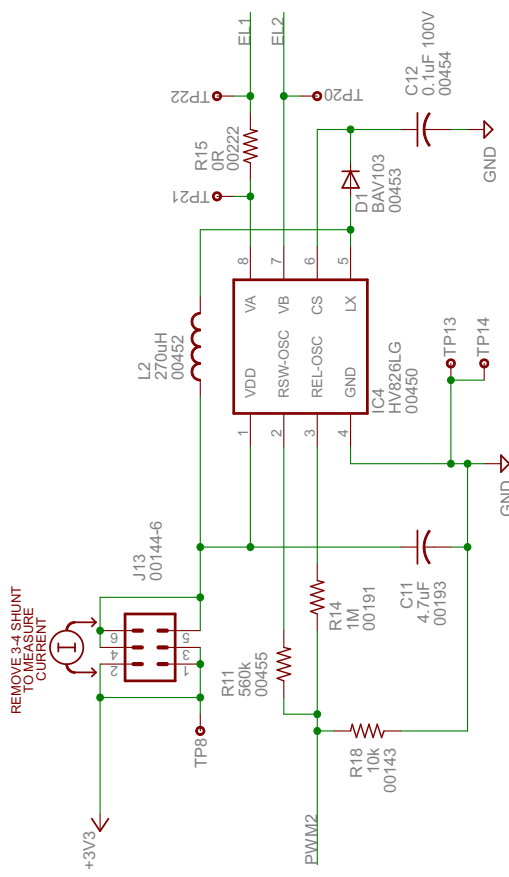 EL1
EL2
TP22
TP20
R15
0R
00222
TP21
C12
0.1uF 100V
00454
GND
D1
BAV103
00453
L2
270uH
00452
8
7
6
5
VA
VB
CS
LX
VDD
RSW-OSC
REL-OSC
GND
1
2
3
4
IC4
HV826LG
00450
TP13
TP14
GND
J13
00144-6
REMOVE 3-4 SHUNT
TO MEASURE
CURRENT
I
6
4
2
5
3
1
TP8
+3V3
R11
560k
00455
R14
1M
00191
C11
4.7uF
00193
R18
10k
00143
PWM2